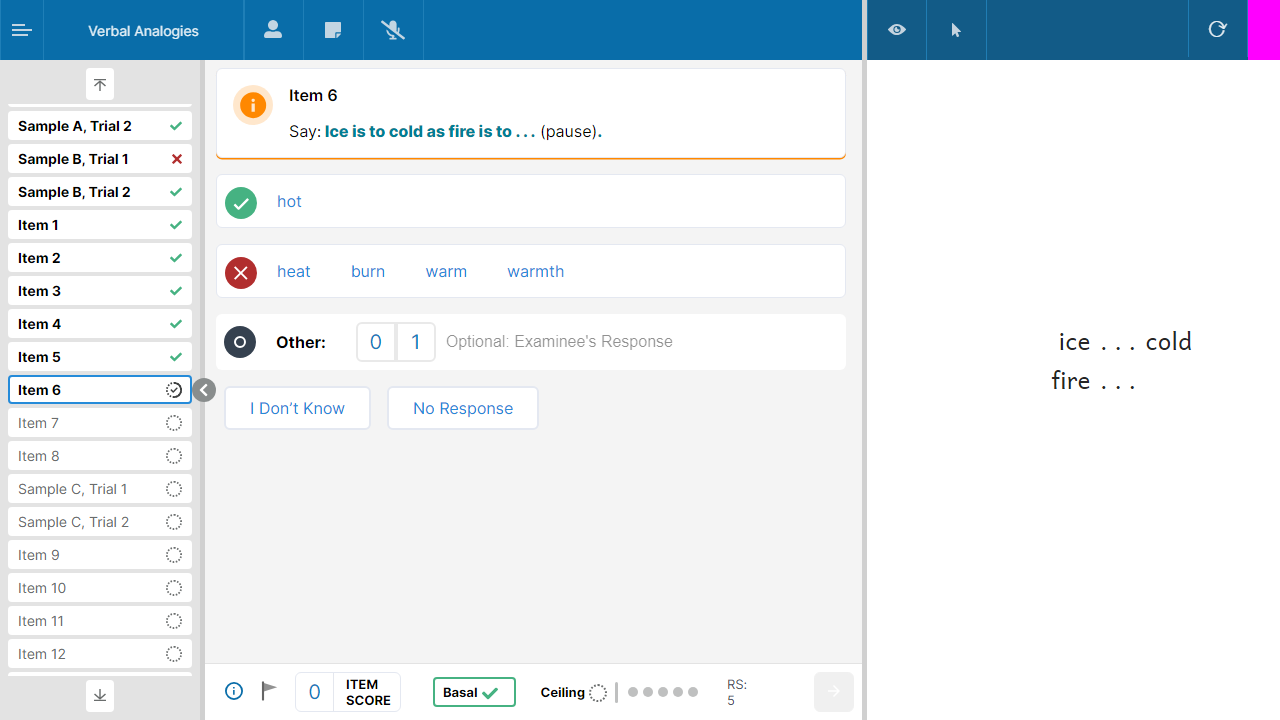 Verbal Analogies
Sample A, Trial 2
Sample B, Trial 1
Sample B, Trial 2
Item 1
Item 2
Item 3
Item 4
Item 5
Item 6
Item 7
Item 8
Sample C, Trial 1
Sample C, Trial 2
Item 9
Item 10
Item 11
Item 12
Item 6
Say: Ice is to cold as fire is to . . . (pause).
hot
heat burn warm warmth
Other: 0 1 Optional: Examinee's Response
I Don’t Know No Response
0 ITEM SCORE Basal Ceiling RS: 5
ice . . . cold
fire . . .